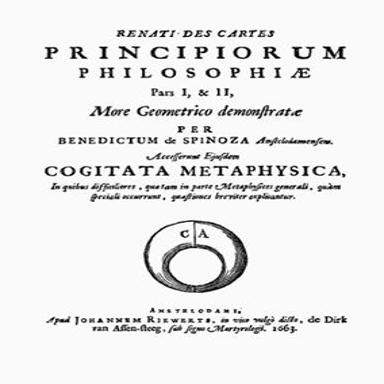 RENATI DES CARTES
PRINCIPIORUM
PHILOSOPHIÆ
Pars I, & II,
More Geometrico demonſtratæ
PER
BENEDICTUM de SPINOZA Amſtelodamenſem.
Acceſſerunt Ejuſdem
COGITATA METAPHYSICA,
In quibus difficiliores, quæ tam in parte Metaphyſices generali, quàm
ſpeciali occurrunt, quæſtiones breviter explicantur.
C A
AMSTELODAMI,
Apud JOHANNEM RIEWERTS, in vico vulgò dicto, de Dirk
van Aſſen-ſteeg, ſub ſigno Martyrologii. 1663.